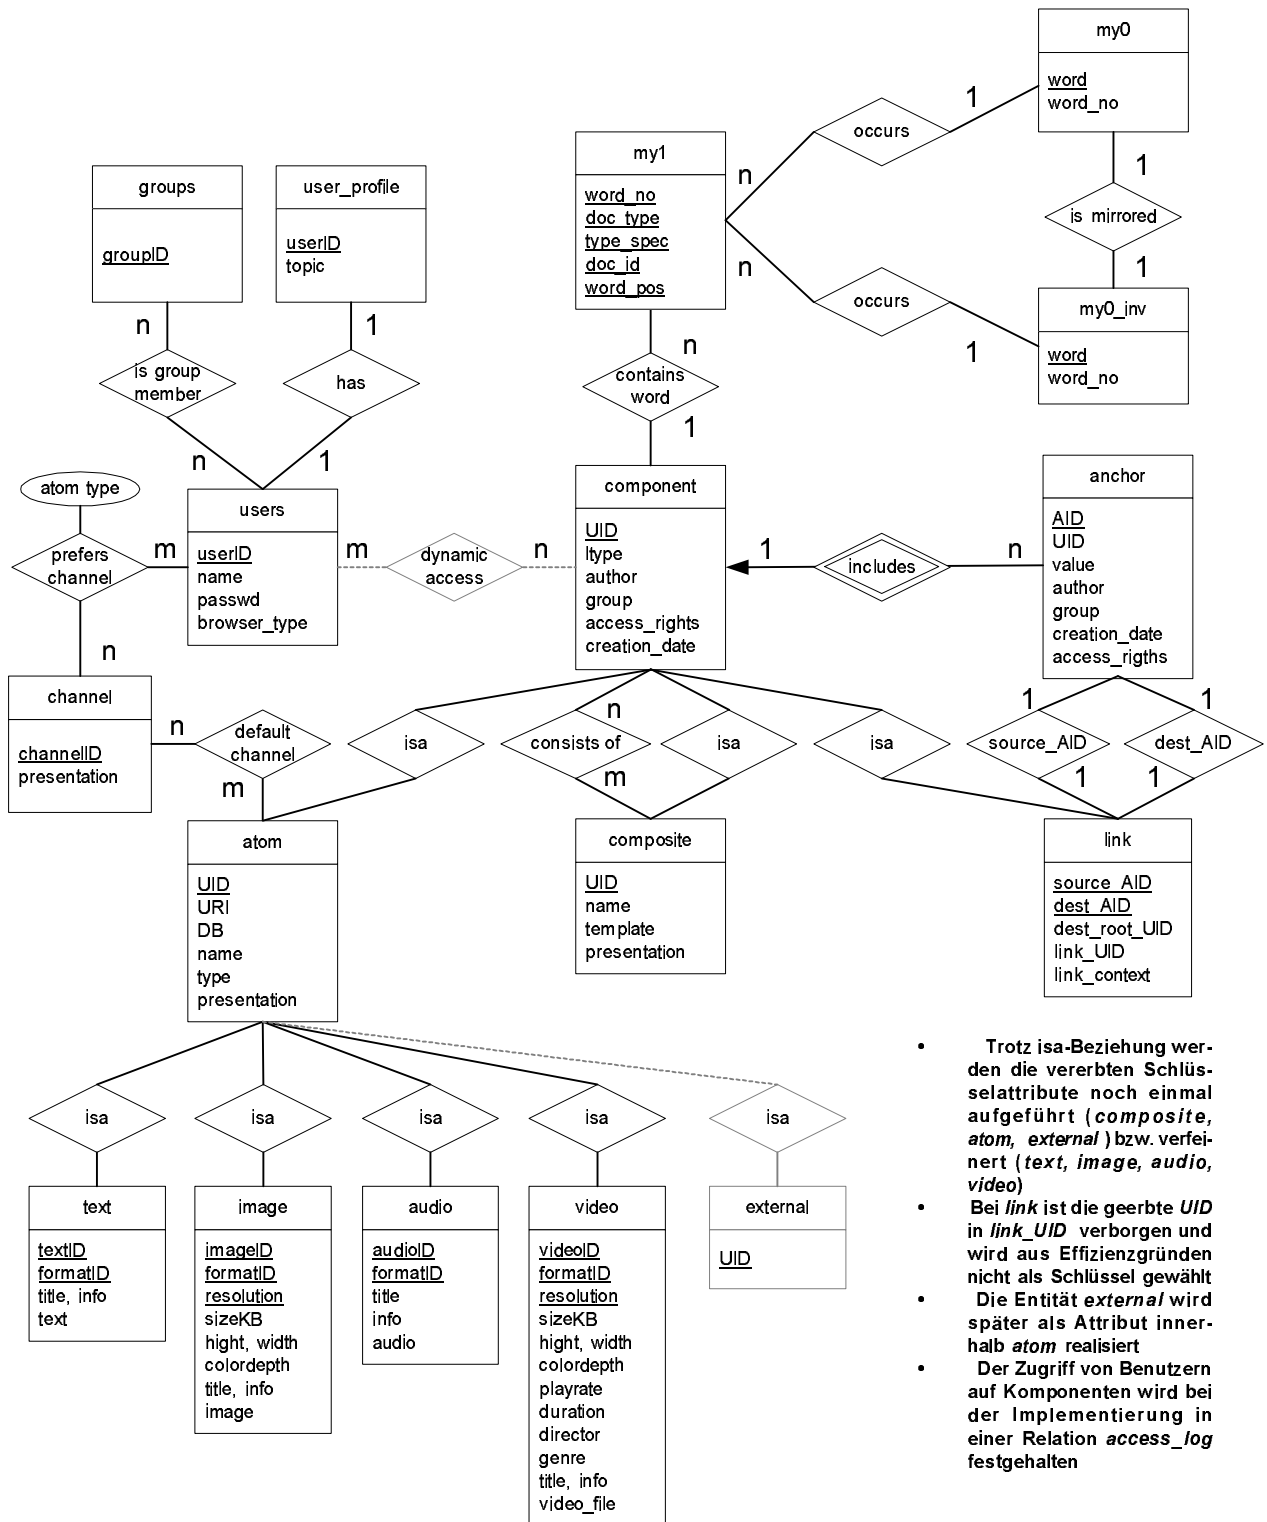 my0
word
word_no
occurs
1
my1
word_no
doc_type
type_spec
doc_id
word_pos
n
n
1
is mirrored
1
occurs
1
my0_inv
word
word_no
groups
groupID
user_profile
userID
topic
n
1
is group
member
has
n
1
n
contains
word
1
atom type
prefers
channel
m
users
userID
name
passwd
browser_type
m
dynamic
access
n
component
UID
ltype
author
group
access_rights
creation_date
1
includes
n
anchor
AID
UID
value
author
group
creation_date
access_rigths
n
channel
channelID
presentation
n
default
channel
m
isa
n
consists of
m
isa
isa
1
source_AID
1
1
dest_AID
1
atom
UID
URI
DB
name
type
presentation
composite
UID
name
template
presentation
link
source_AID
dest_AID
dest_root_UID
link_UID
link_context
isa
isa
isa
isa
isa
text
textID
formatID
title, info
text
image
imageID
formatID
resolution
sizeKB
hight, width
colordepth
title, info
image
audio
audioID
formatID
title
info
audio
video
videoID
formatID
resolution
sizeKB
hight, width
colordepth
playrate
duration
director
genre
title, info
video_file
external
UID
• Trotz isa-Beziehung wer-
den die vererbten Schlüs-
selattribute noch einmal
aufgeführt (composite,
atom, external ) bzw. verfei-
nert (text, image, audio,
video)
• Bei link ist die geerbte UID
in link_UID verborgen und
wird aus Effizienzgründen
nicht als Schlüssel gewählt
• Die Entität external wird
später als Attribut inner-
halb atom realisiert
• Der Zugriff von Benutzern
auf Komponenten wird bei
der Implementierung in
einer Relation access_log
festgehalten